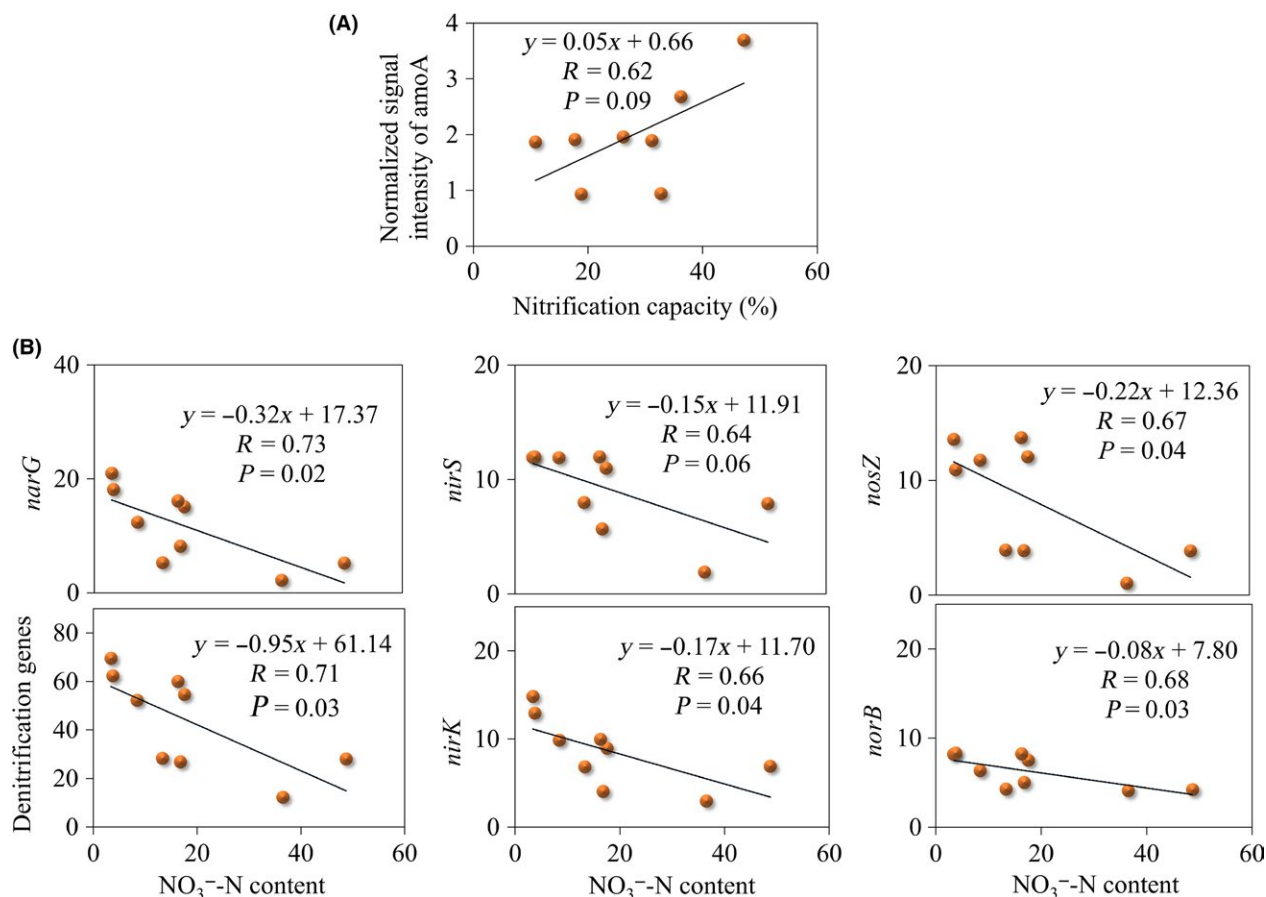 (A)
Normalized signal
intensity of amoA
4
3
2
1
0
y = 0.05x + 0.66
R = 0.62
P = 0.09
0 20 40 60
Nitrification capacity (%)
(B)
narG
40
20
0
y = –0.32x + 17.37
R = 0.73
P = 0.02
nirS
20
10
0
y = –0.15x + 11.91
R = 0.64
P = 0.06
nosZ
20
10
0
y = –0.22x + 12.36
R = 0.67
P = 0.04
Denitrification genes
80
60
40
20
0
y = –0.95x + 61.14
R = 0.71
P = 0.03
0 20 40 60
NO₃⁻-N content
nirK
20
10
0
y = –0.17x + 11.70
R = 0.66
P = 0.04
0 20 40 60
NO₃⁻-N content
norB
20
10
0
y = –0.08x + 7.80
R = 0.68
P = 0.03
0 20 40 60
NO₃⁻-N content